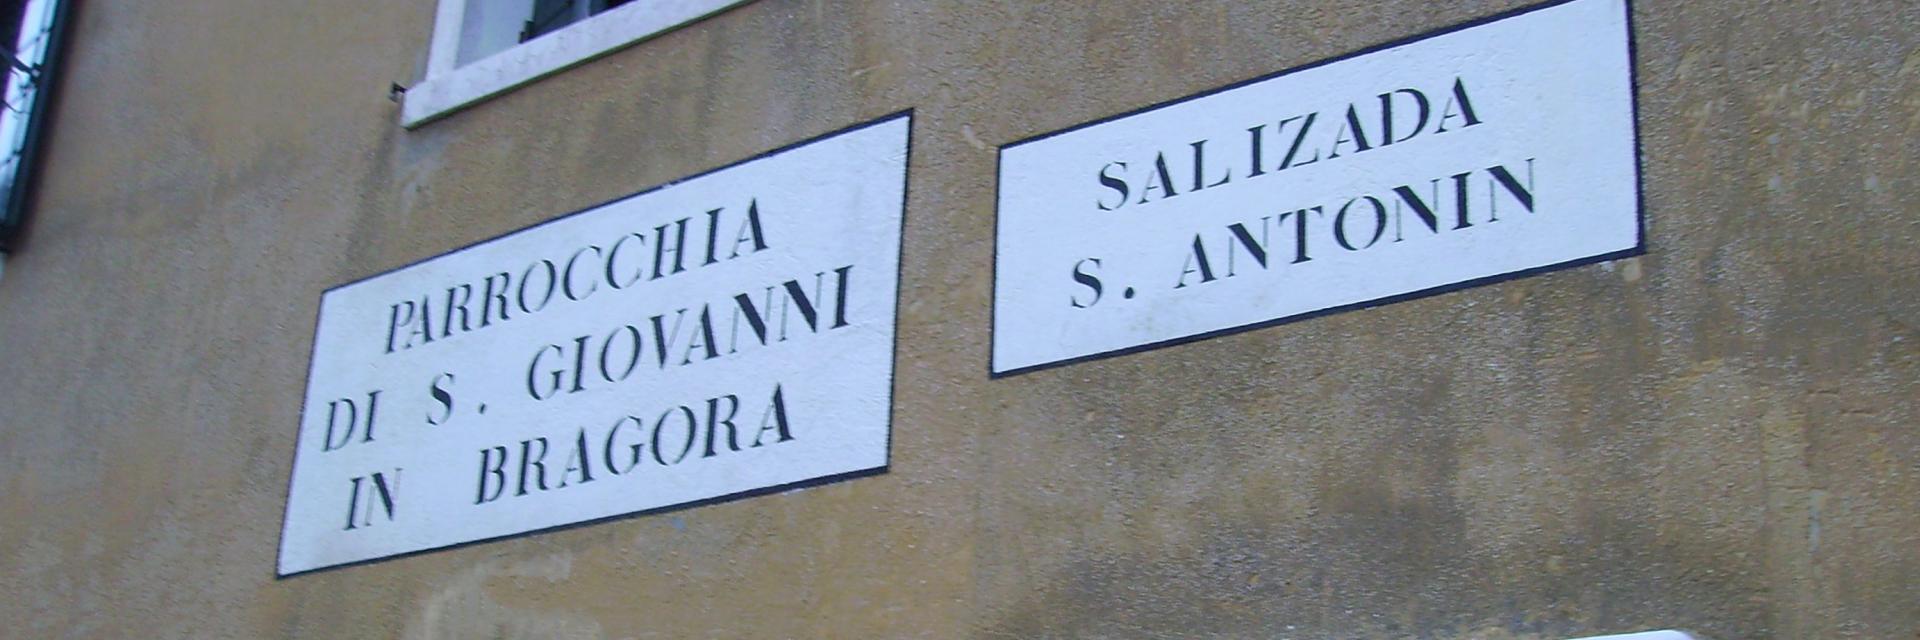 PARROCCHIA
DI S. GIOVANNI
IN BRAGORA
SALIZADA
S. ANTONIN